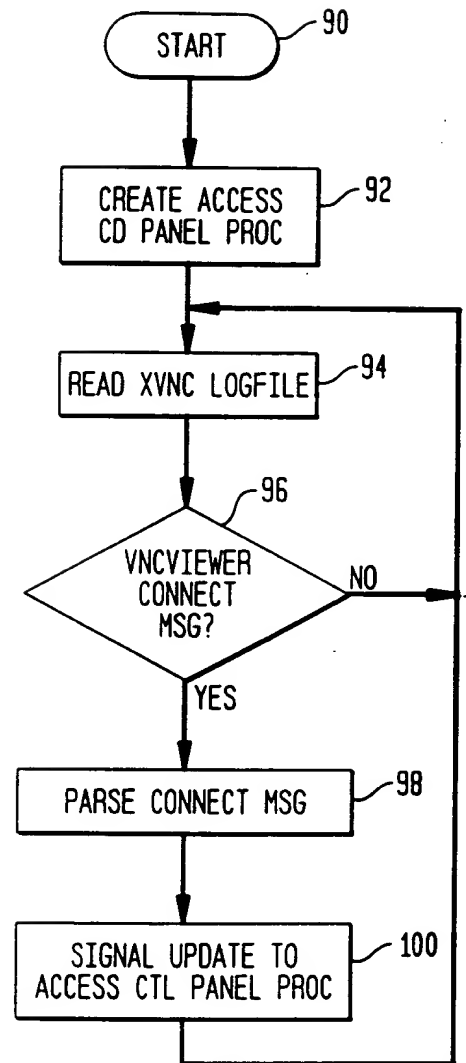 START
90
CREATE ACCESS
CD PANEL PROC
92
READ XVNC LOGFILE
94
96
VNCVIEWER
CONNECT
MSG?
NO
YES
PARSE CONNECT MSG
98
SIGNAL UPDATE TO
ACCESS CTL PANEL PROC
100